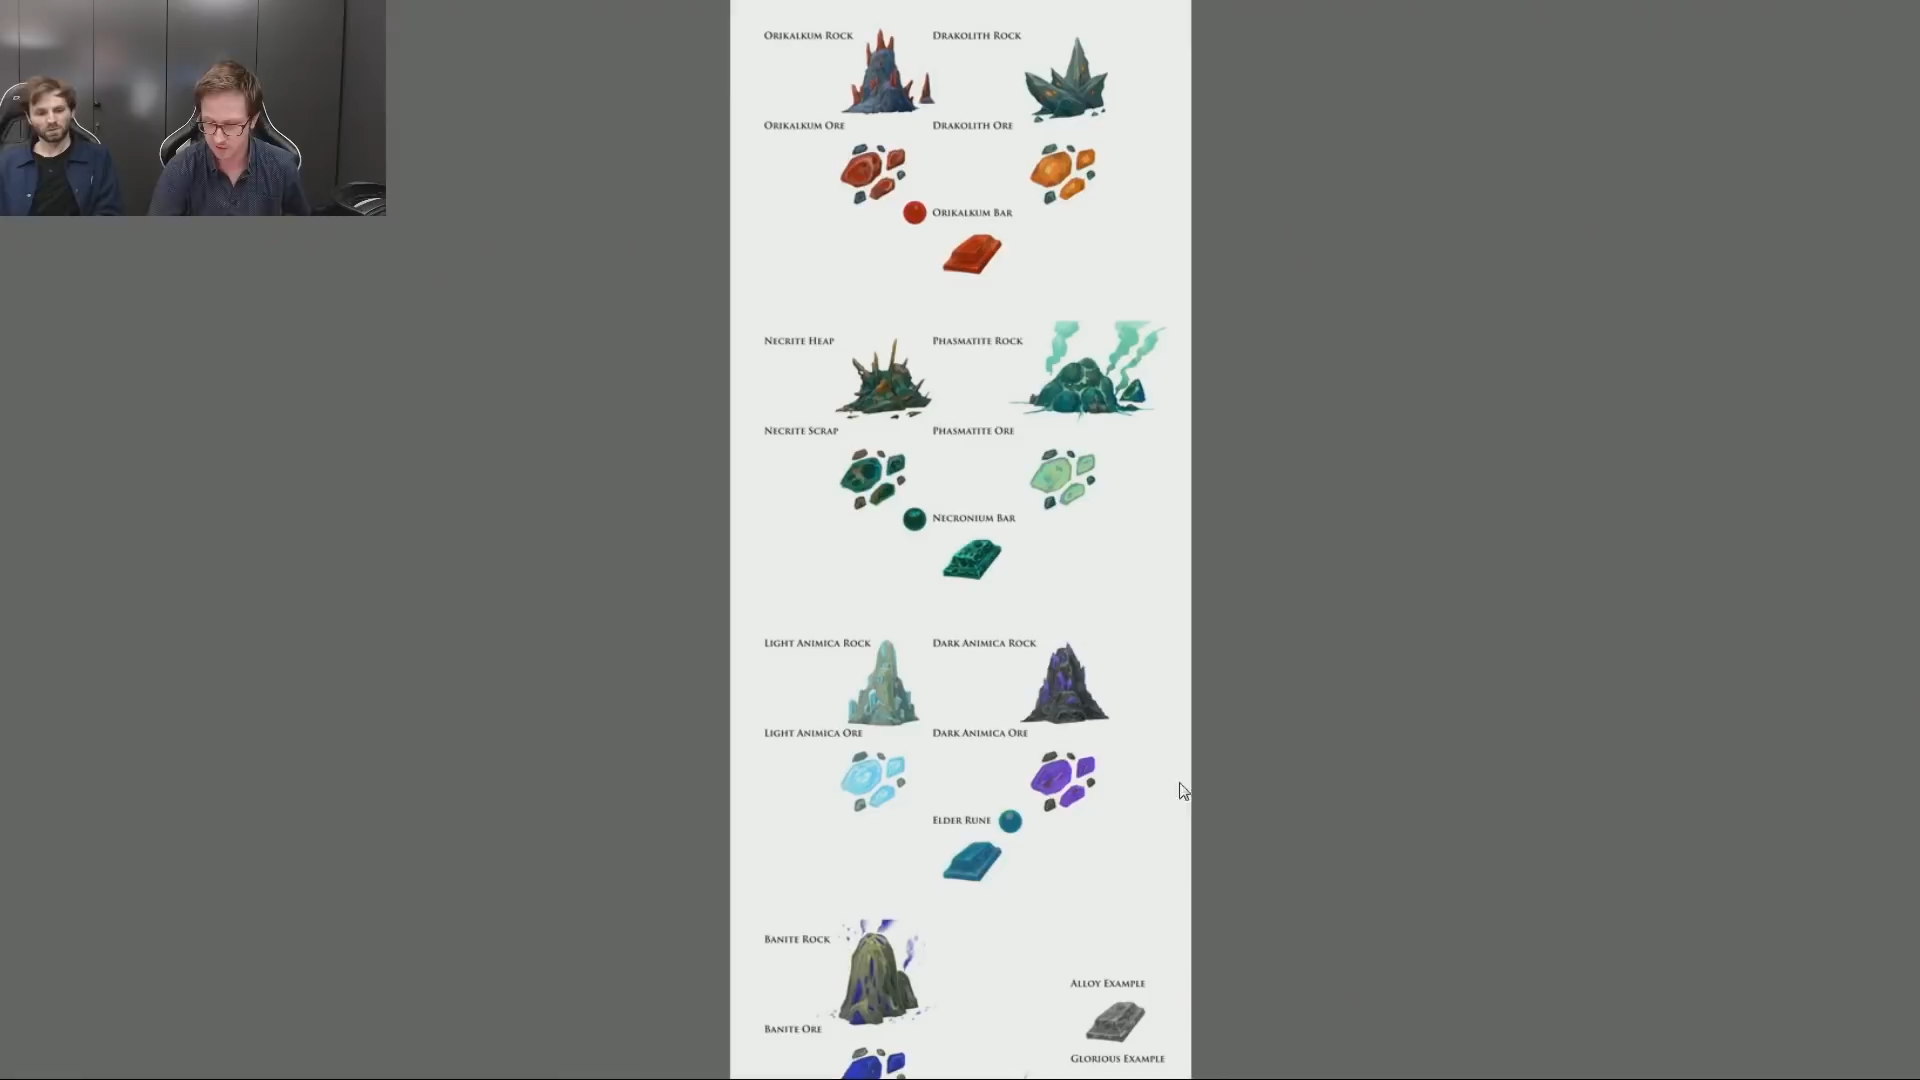 ORIKALKUM ROCK
DRAKOLITH ROCK
ORIKALKUM ORE
DRAKOLITH ORE
ORIKALKUM BAR
NECRITE HEAP
PHASMATITE ROCK
NECRITE SCRAP
PHASMATITE ORE
NECRONIUM BAR
LIGHT ANIMICA ROCK
DARK ANIMICA ROCK
LIGHT ANIMICA ORE
DARK ANIMICA ORE
ELDER RUNE
BANITE ROCK
ALLOY EXAMPLE
BANITE ORE
GLORIOUS EXAMPLE